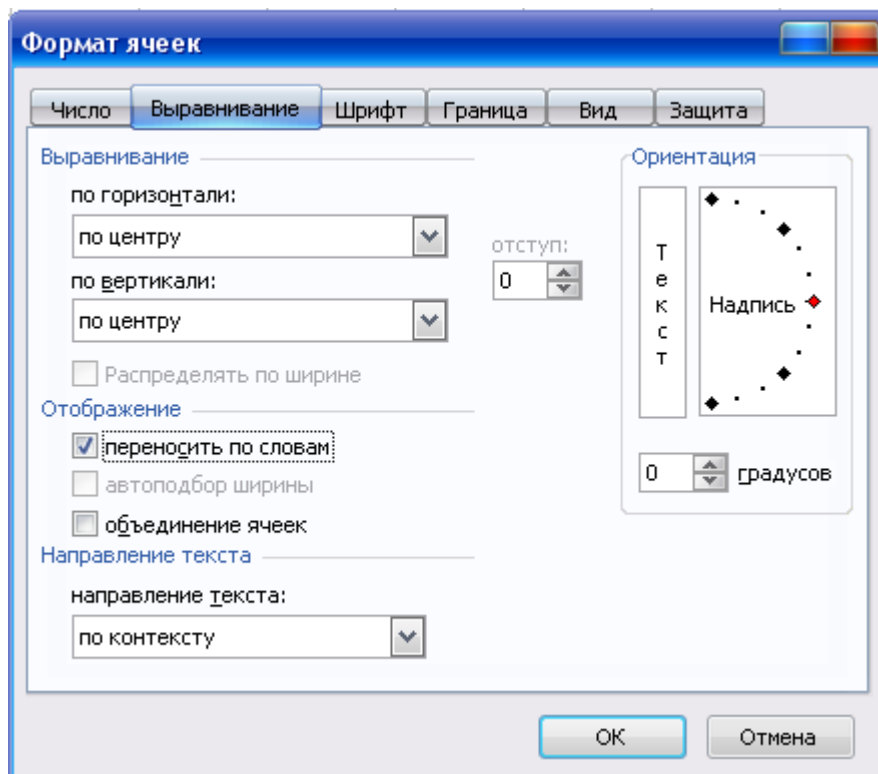 Формат ячеек
Число Выравнивание Шрифт Граница Вид Защита
Выравнивание
по горизонтали:
по центру
отступ:
0
по вертикали:
по центру
Распределять по ширине
Отображение
переносить по словам
автоподбор ширины
объединение ячеек
Направление текста
направление текста:
по контексту
Ориентация
Текст
Надпись
0 градусов
ОК Отмена